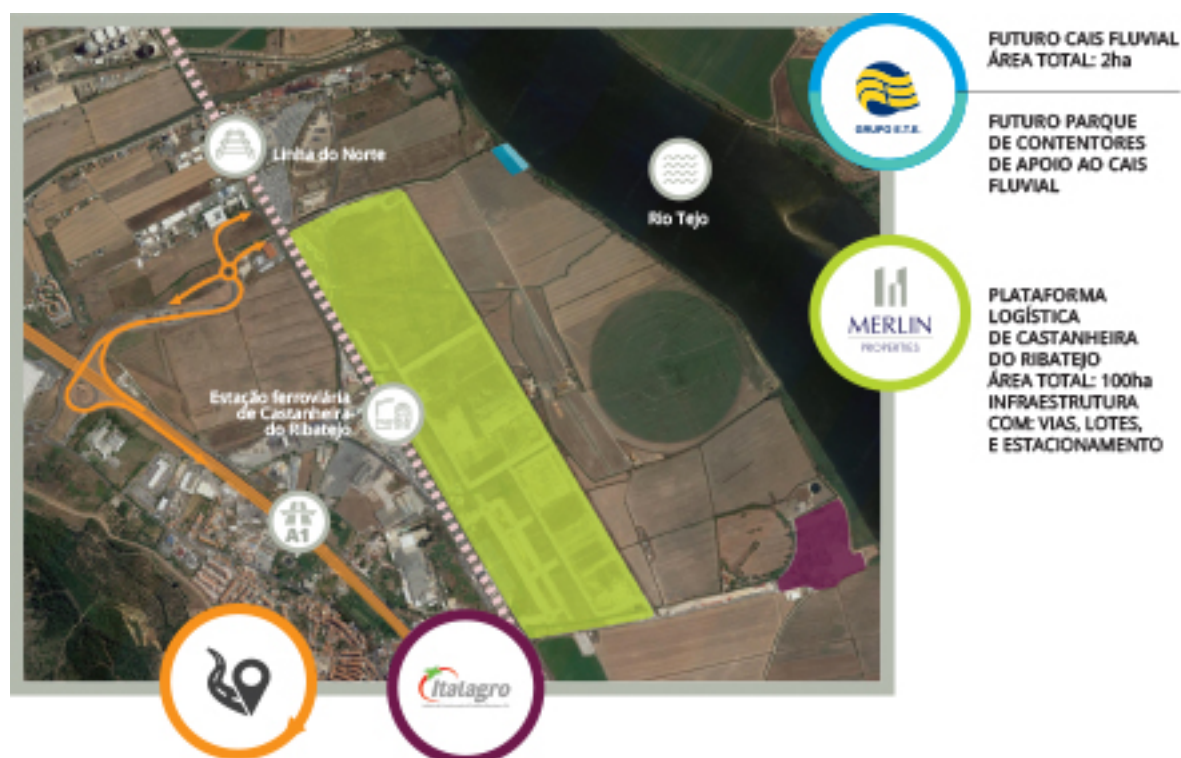 FUTURO CAIS FLUVIAL
ÁREA TOTAL: 2ha
GRUPO E.T.E.
FUTURO PARQUE
DE CONTENTORES
DE APOIO AO CAIS
FLUVIAL
Linha do Norte
Rio Tejo
MERLIN
PROPERTIES
PLATAFORMA
LOGÍSTICA
DE CASTANHEIRA
DO RIBATEJO
ÁREA TOTAL: 100ha
INFRAESTRUTURA
COM: VIAS, LOTES,
E ESTACIONAMENTO
Estação ferroviária
de Castanheira
do Ribatejo
A1
Italagro